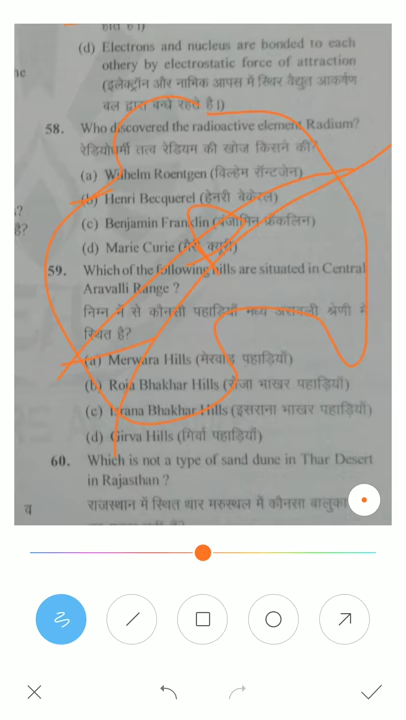 (d) Electrons and nucleus are bonded to each
othery by electrostatic force of attraction
(इलेक्ट्रॉन और नाभिक आपस में स्थिर वैद्युत आकर्षण
बल द्वारा बन्धे रहते है।)
58. Who discovered the radioactive element Radium?
रेडियोधर्मी तत्व रेडियम की खोज किसने की?
(a) Wilhelm Roentgen (विल्हेम रॉन्टजेन)
(b) Henri Becquerel (हेनरी बेकेरल)
(c) Benjamin Franklin (बेंजामिन फ्रैंकलिन)
(d) Marie Curie (मैरी क्यूरी)
59. Which of the following hills are situated in Central
Aravalli Range ?
निम्न में से कौनसी पहाड़ियाँ मध्य अरावली श्रेणी में
स्थित है?
(a) Merwara Hills (मेरवाड़ पहाड़ियाँ)
(b) Roja Bhakhar Hills (रोजा भाखर पहाड़ियाँ)
(c) Israna Bhakhar Hills (इसराना भाखर पहाड़ियाँ)
(d) Girva Hills (गिर्वा पहाड़ियाँ)
60. Which is not a type of sand dune in Thar Desert
in Rajasthan ?
राजस्थान में स्थित थार मरुस्थल में कौनसा बालुका